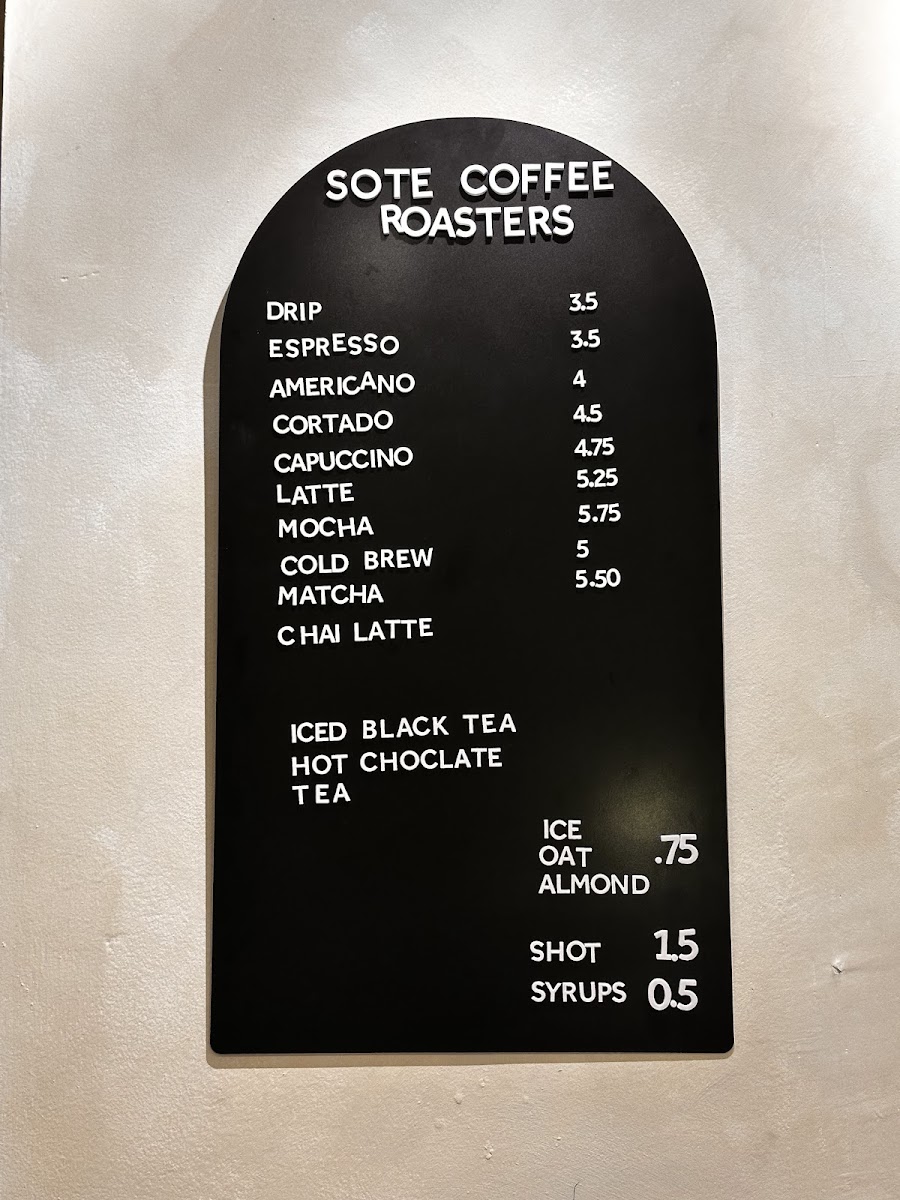 SOTE COFFEE
ROASTERS
DRIP 3.5
ESPRESSO 3.5
AMERICANO 4
CORTADO 4.5
CAPUCCINO 4.75
LATTE 5.25
MOCHA 5.75
COLD BREW 5
MATCHA 5.50
CHAI LATTE
ICED BLACK TEA
HOT CHOCLATE
TEA
ICE
OAT .75
ALMOND
SHOT 1.5
SYRUPS 0.5